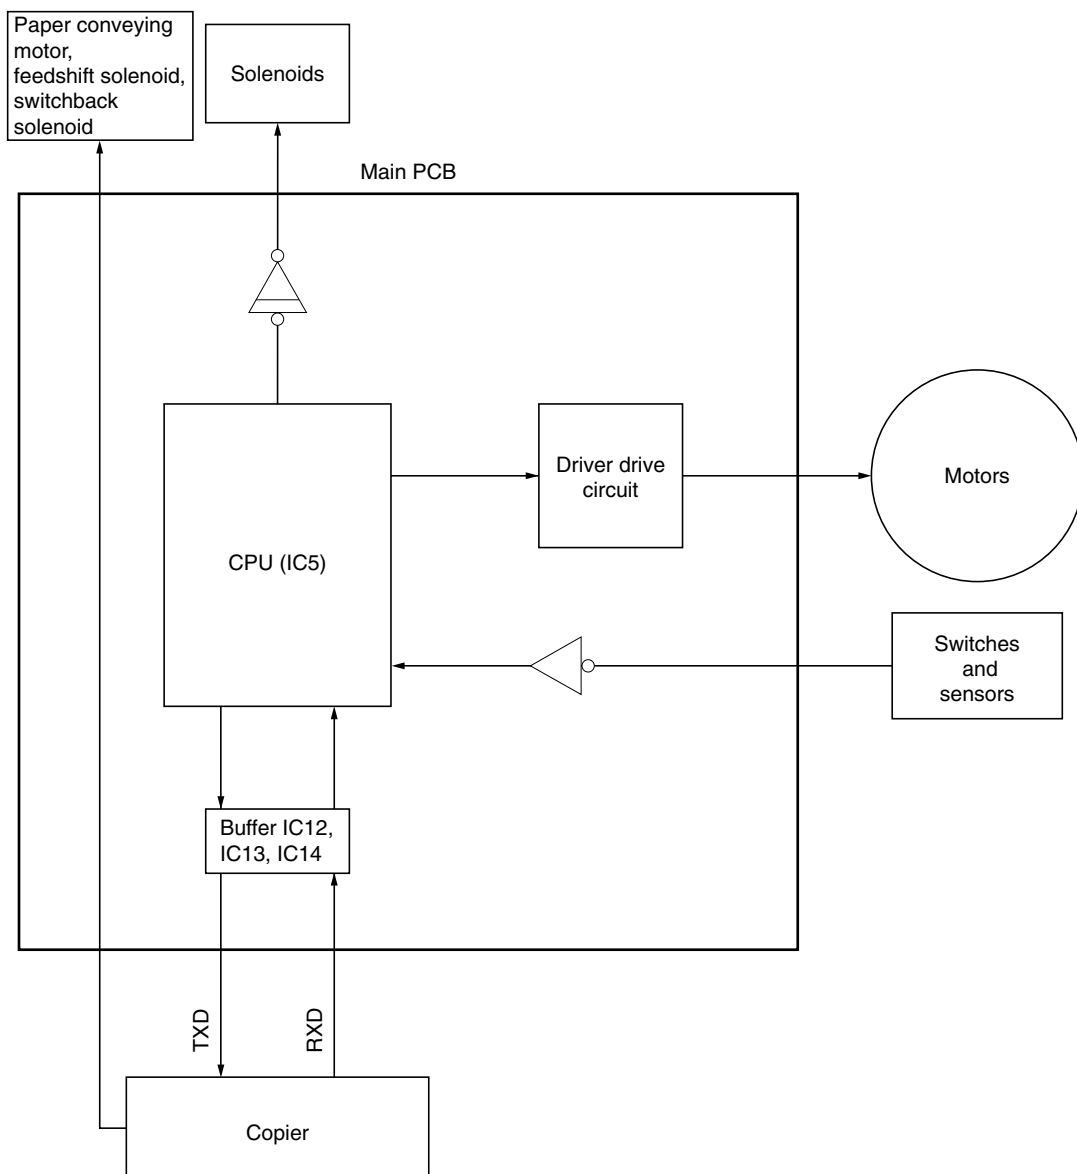 Paper conveying
motor,
feedshift solenoid,
switchback
solenoid
Solenoids
Main PCB
Driver drive
circuit
Motors
CPU (IC5)
Switches
and
sensors
Buffer IC12,
IC13, IC14
TXD
RXD
Copier